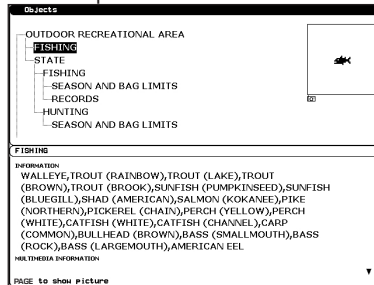 Objects
OUTDOOR RECREATIONAL AREA
FISHING
STATE
FISHING
SEASON AND BAG LIMITS
RECORDS
HUNTING
SEASON AND BAG LIMITS
FISHING
INFORMATION
WALLEYE,TROUT (RAINBOW),TROUT (LAKE),TROUT
(BROWN),TROUT (BROOK),SUNFISH (PUMPKINSEED),SUNFISH
(BLUEGILL),SHAD (AMERICAN),SALMON (KOKANEE),PIKE
(NORTHERN),PICKEREL (CHAIN),PERCH (YELLOW),PERCH
(WHITE),CATFISH (WHITE),CATFISH (CHANNEL),CARP
(COMMON),BULLHEAD (BROWN),BASS (SMALLMOUTH),BASS
(ROCK),BASS (LARGEMOUTH),AMERICAN EEL
MULTIMEDIA INFORMATION
PAGE to show picture